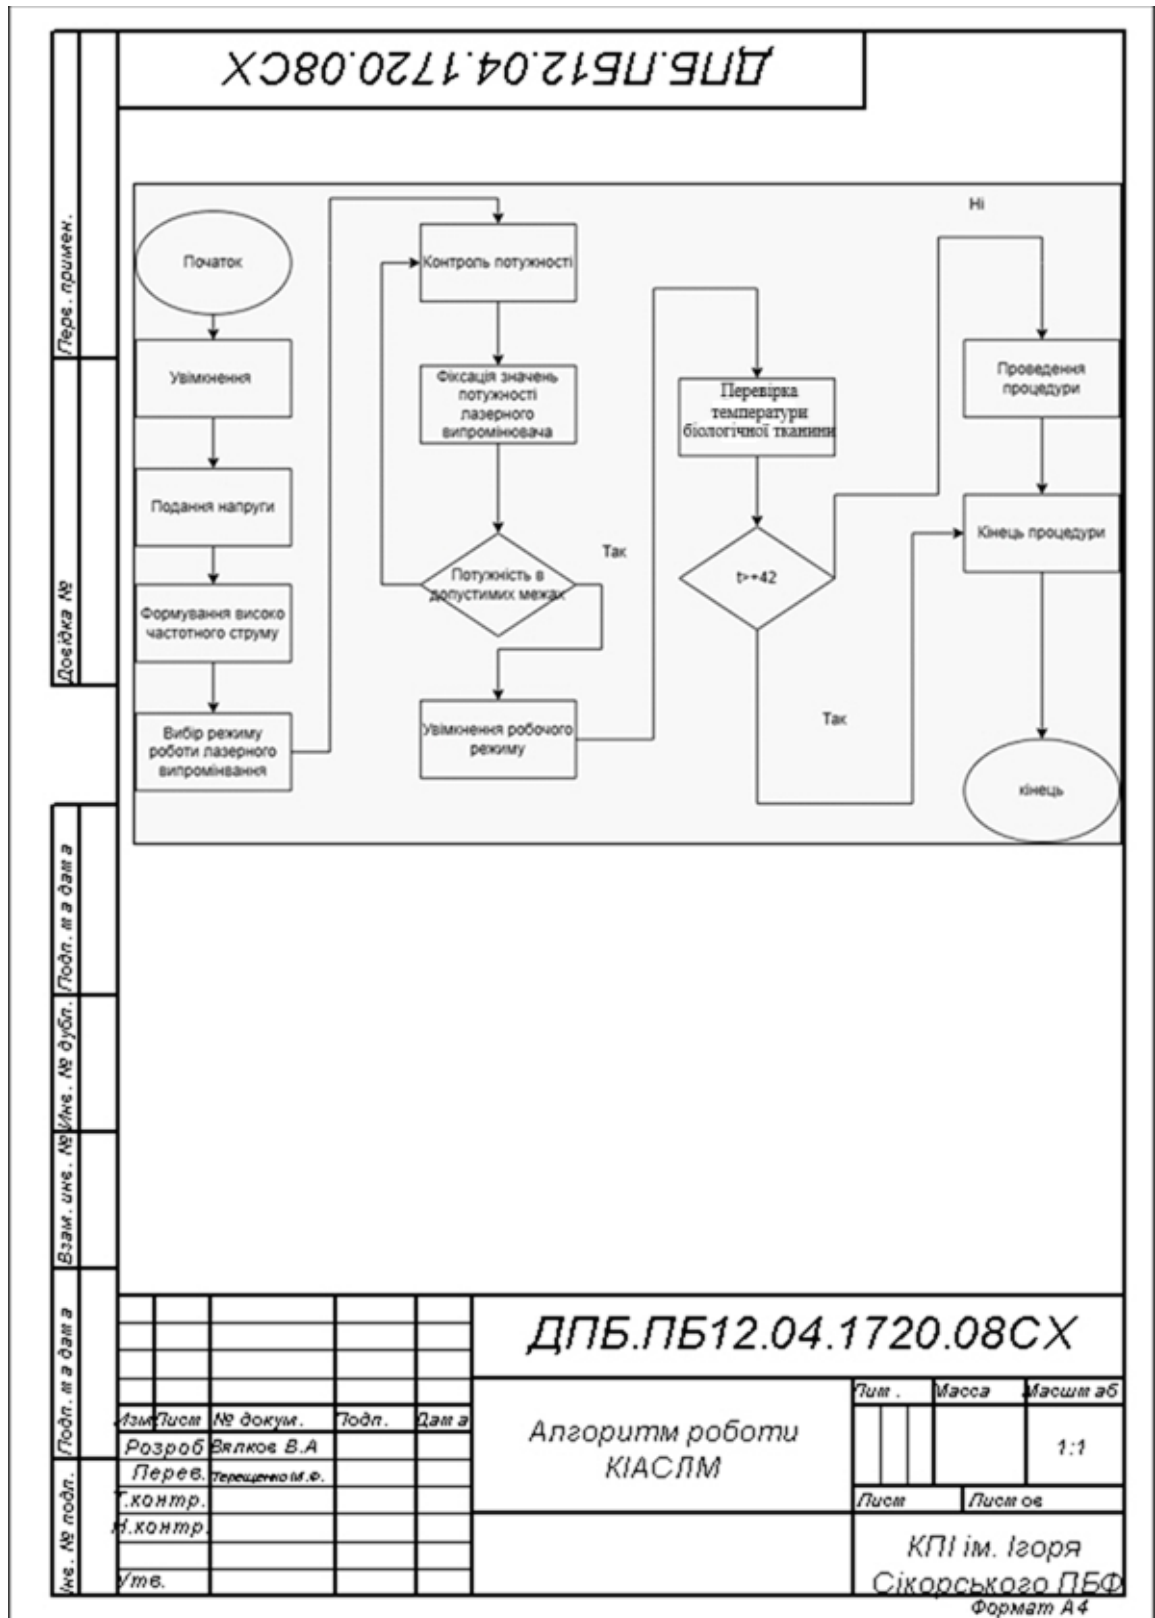 ДПБ.ПБ12.04.1720.08СХ
Перв. примен.
Довідка №
Подп. и дата
Инв. № дубл.
Взам. инв. №
Подп. и дата
Инв. № подл.
Початок
Увімкнення
Подання напруги
Формування високо
частотного струму
Вибір режиму
роботи лазерного
випромінвання
Контроль потужності
Фіксація значень
потужності
лазерного
випромінювача
Потужність в
допустимих межах
Так
Увімкнення робочого
режиму
Перевірка
температури
біологічної тканини
t>+42
Так
Ні
Проведення
процедури
Кінець процедури
кінець
ДПБ.ПБ12.04.1720.08СХ
Изм Лист № докум. Подп. Дата
Розроб Вялков В.А
Перев. Терещенко М.Ф.
Т.контр.
Н.контр.
Утв.
Алгоритм роботи
КІАСЛМ
Лит. Масса Масштаб
1:1
Лист Листов
КПІ ім. Ігоря
Сікорського ПБФ
Формат А4